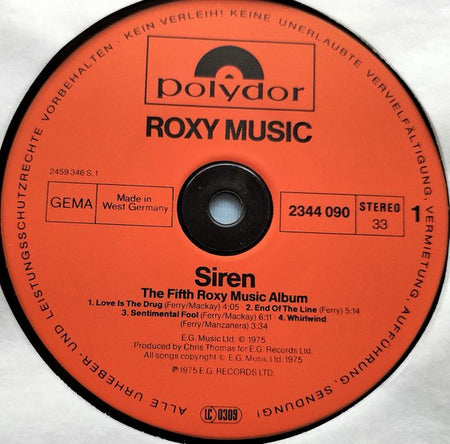 ALLE URHEBER- UND LEISTUNGSSCHUTZRECHTE VORBEHALTEN · KEIN VERLEIH! KEINE UNERLAUBTE VERVIELFÄLTIGUNG, VERMIETUNG, AUFFÜHRUNG, SENDUNG!
polydor
ROXY MUSIC
2459 346 S.1
GEMA
Made in
West Germany
2344 090
STEREO
33
1
Siren
The Fifth Roxy Music Album
1. Love Is The Drug (Ferry/Mackay) 4:05 2. End Of The Line (Ferry) 5:14
3. Sentimental Fool (Ferry/Mackay) 6:11 4. Whirlwind
(Ferry/Manzanera) 3:34
E.G. Music Ltd. © 1975
Produced by Chris Thomas for E.G. Records Ltd.
All songs copyright © E.G. Music Ltd. 1975
℗ 1975 E.G. RECORDS LTD.
LC 0309